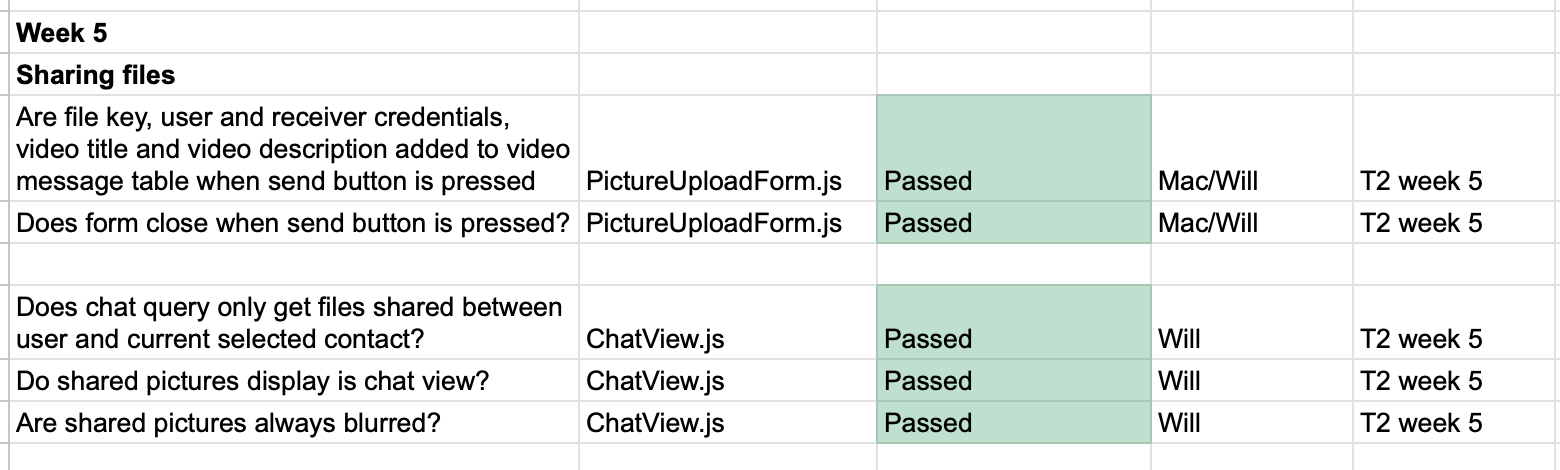 Week 5
Sharing files
Are file key, user and receiver credentials,
video title and video description added to video
message table when send button is pressed PictureUploadForm.js Passed Mac/Will T2 week 5
Does form close when send button is pressed? PictureUploadForm.js Passed Mac/Will T2 week 5
Does chat query only get files shared between
user and current selected contact? ChatView.js Passed Will T2 week 5
Do shared pictures display is chat view? ChatView.js Passed Will T2 week 5
Are shared pictures always blurred? ChatView.js Passed Will T2 week 5